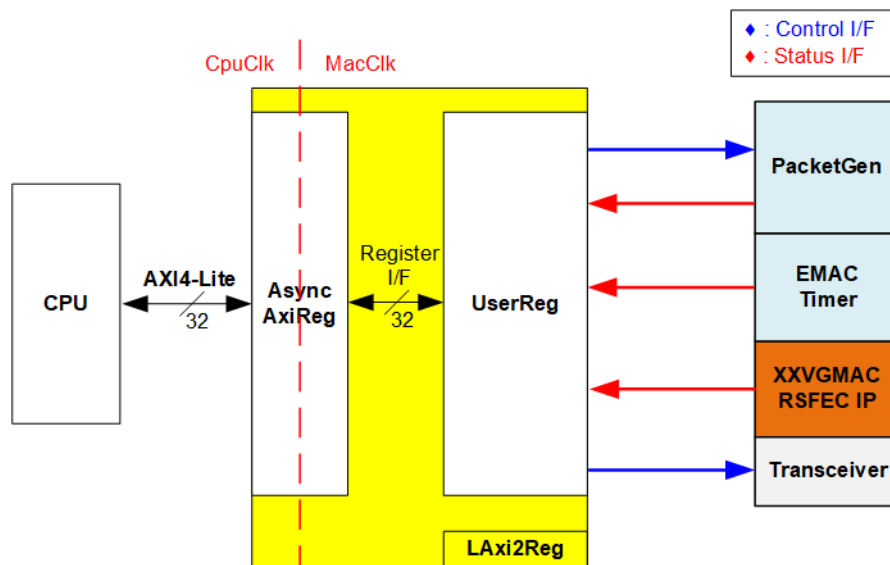 CpuClk
MacClk
♦ : Control I/F
♦ : Status I/F
CPU
AXI4-Lite
32
Async
AxiReg
Register
I/F
32
UserReg
PacketGen
EMAC
Timer
XXVGMAC
RSFEC IP
Transceiver
LAxi2Reg